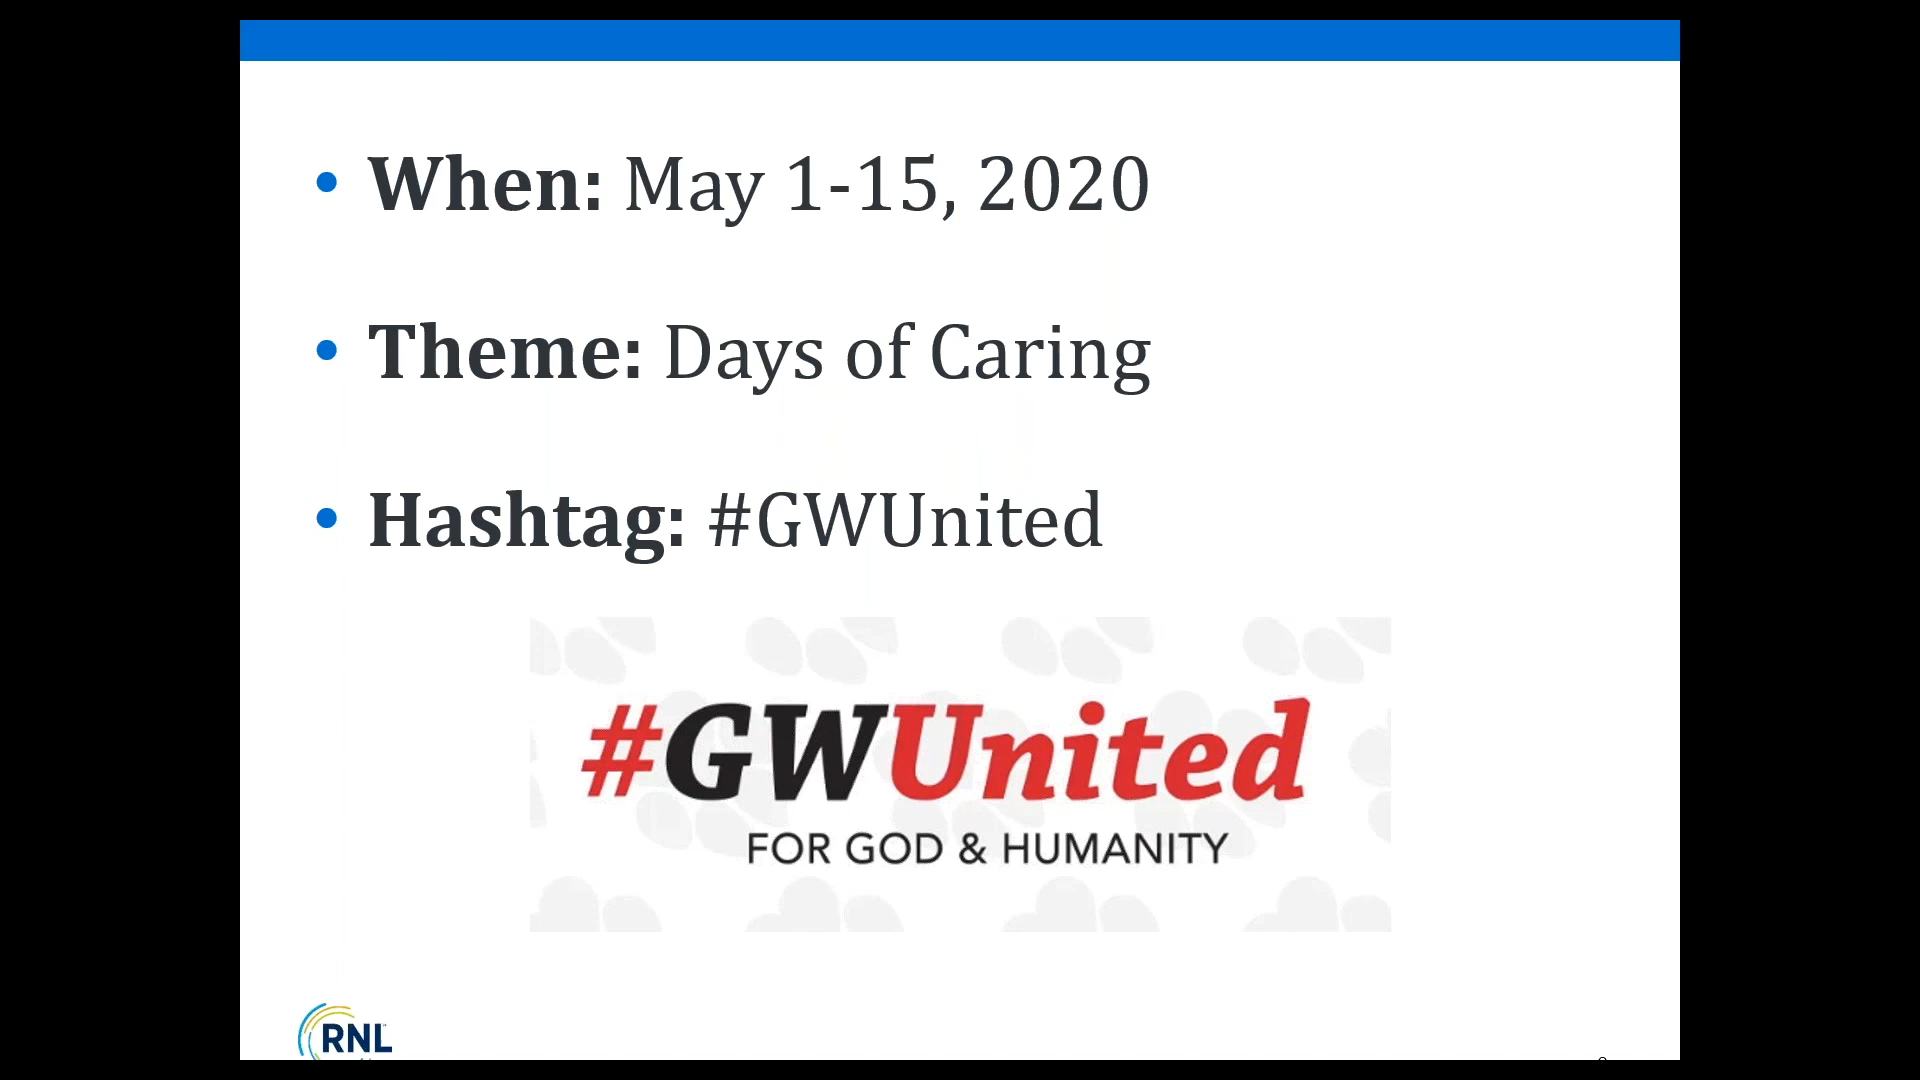 • When: May 1-15, 2020
• Theme: Days of Caring
• Hashtag: #GWUnited
#GWUnited
FOR GOD & HUMANITY
RNL